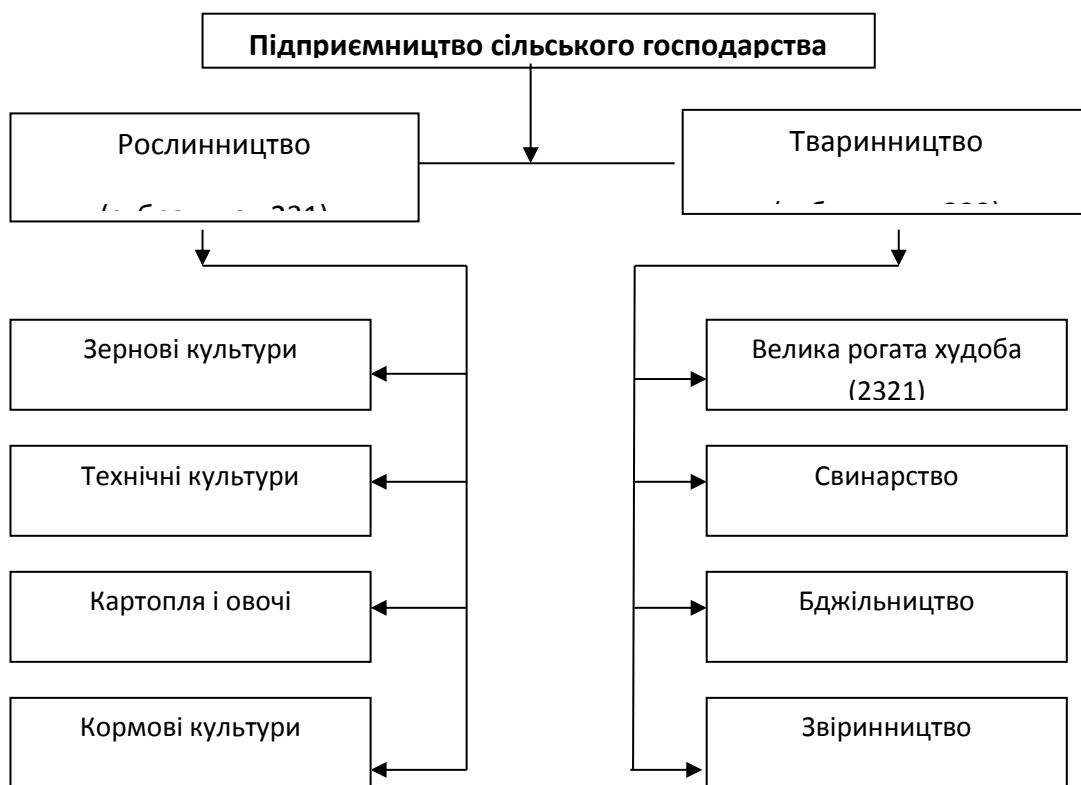 Підприємництво сільського господарства
Рослинництво
Тваринництво
Зернові культури
Технічні культури
Картопля і овочі
Кормові культури
Велика рогата худоба
(2321)
Свинарство
Бджільництво
Звіринництво